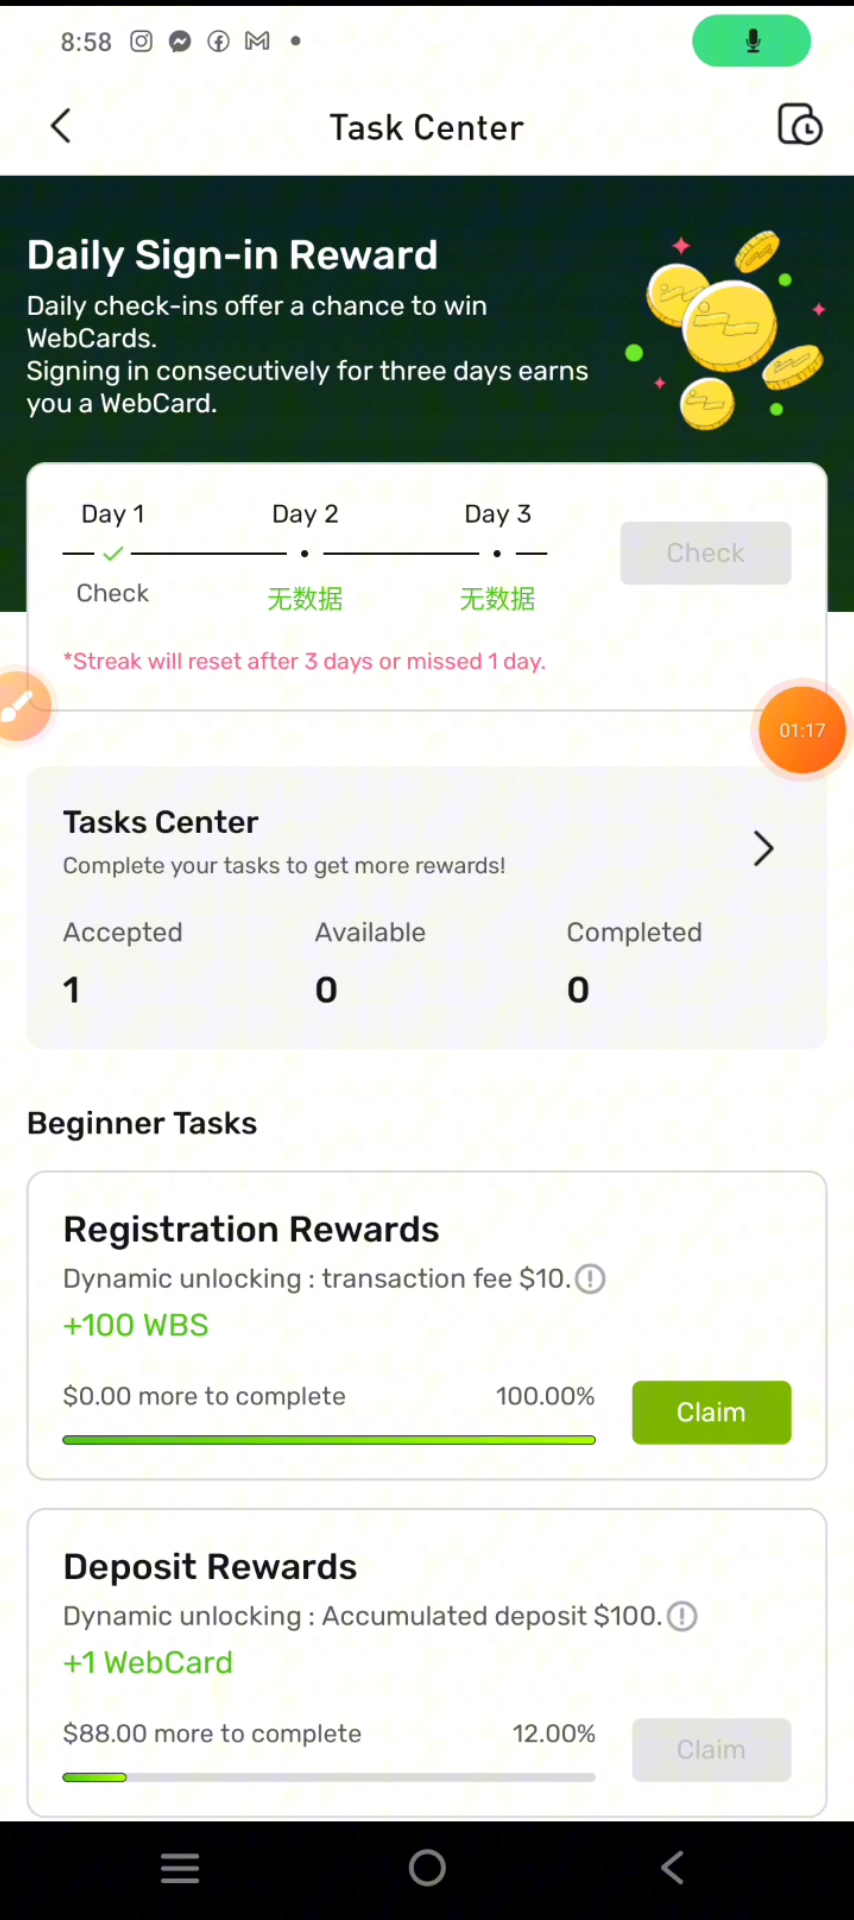 8:58
Task Center
Daily Sign-in Reward
Daily check-ins offer a chance to win
WebCards.
Signing in consecutively for three days earns
you a WebCard.
Day 1 Day 2 Day 3
Check
Check 无数据 无数据
*Streak will reset after 3 days or missed 1 day.
01:17
Tasks Center
Complete your tasks to get more rewards!
Accepted Available Completed
1 0 0
Beginner Tasks
Registration Rewards
Dynamic unlocking : transaction fee $10.
+100 WBS
$0.00 more to complete 100.00%
Claim
Deposit Rewards
Dynamic unlocking : Accumulated deposit $100.
+1 WebCard
$88.00 more to complete 12.00%
Claim